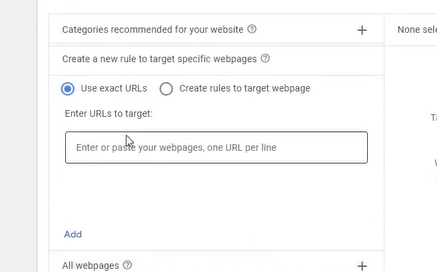 Categories recommended for your website
None sele
Create a new rule to target specific webpages
Use exact URLs
Create rules to target webpage
Enter URLs to target:
Enter or paste your webpages, one URL per line
Add
All webpages